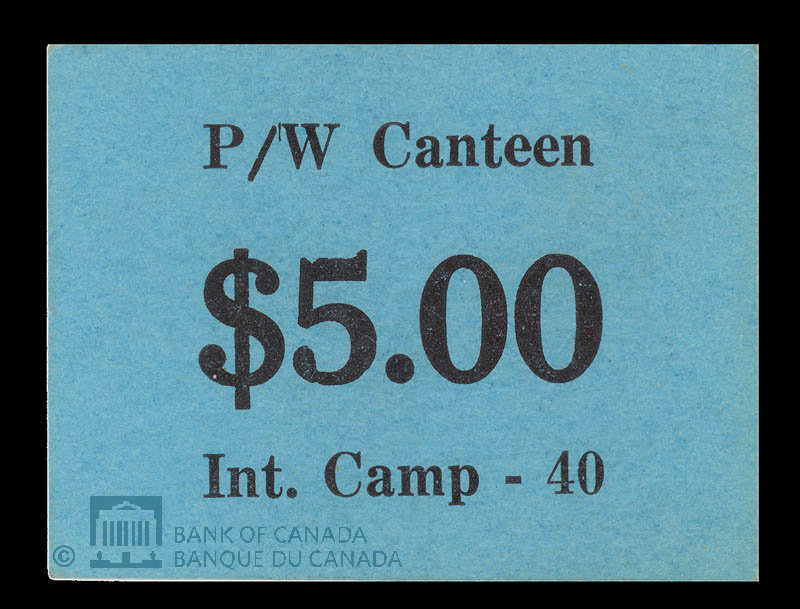 P/W Canteen
$5.00
Int. Camp - 40
© BANK OF CANADA
BANQUE DU CANADA